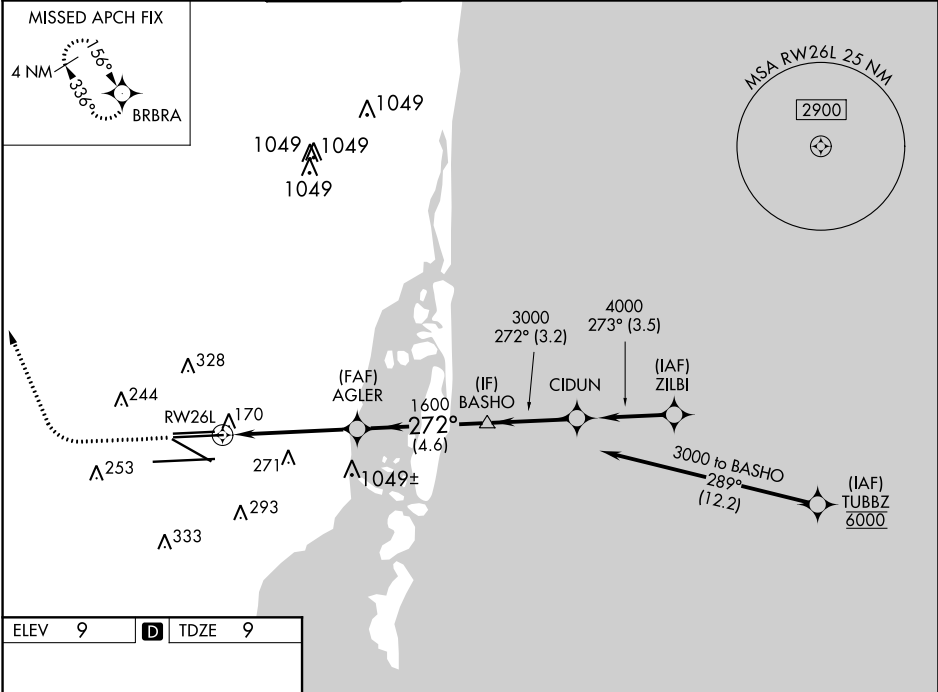 MISSED APCH FIX
156°
4 NM
336°
BRBRA
1049
1049 1049
1049
MSA RW26L 25 NM
2900
3000
272° (3.2)
4000
273° (3.5)
328
244
(FAF)
AGLER
1600
272°
(4.6)
(IF)
BASHO
CIDUN
(IAF)
ZILBI
RW26L
170
253
271
1049±
3000 to BASHO
289°
(12.2)
(IAF)
TUBBZ
6000
293
333
ELEV 9 D TDZE 9